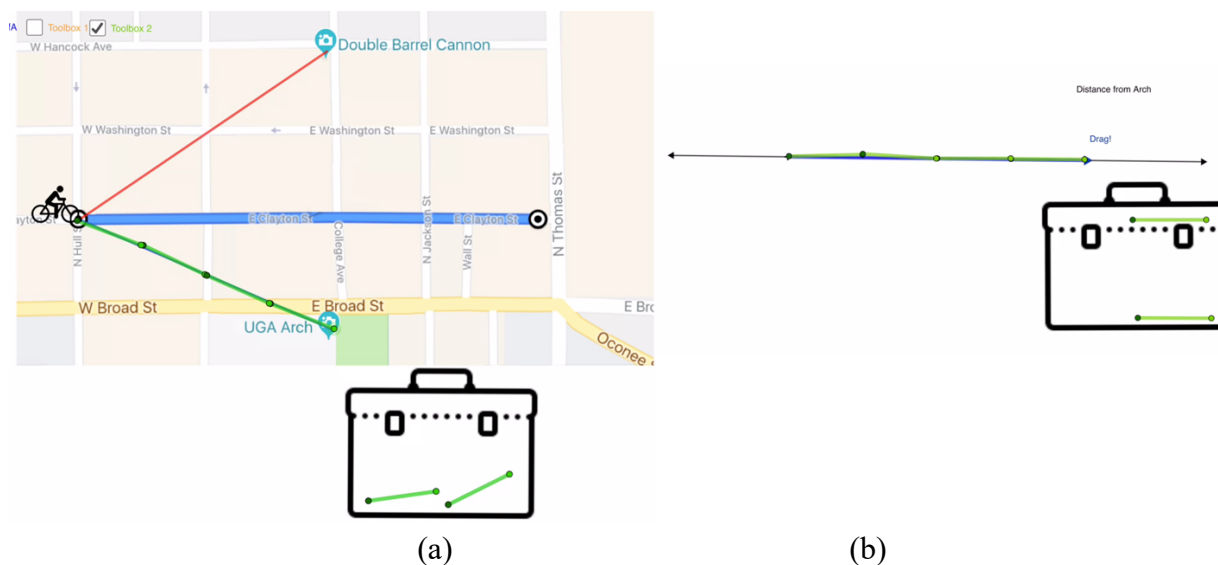 Toolbox 1
Toolbox 2
W Hancock Ave
Double Barrel Cannon
W Washington St
E Washington St
E Washington St
E Clayton St
E Clayton St
N Hull
College Ave
N Jackson St
Wall St
N Thomas St
W Broad St
E Broad St
UGA Arch
Oconee
Distance from Arch
Drag!
(a)
(b)